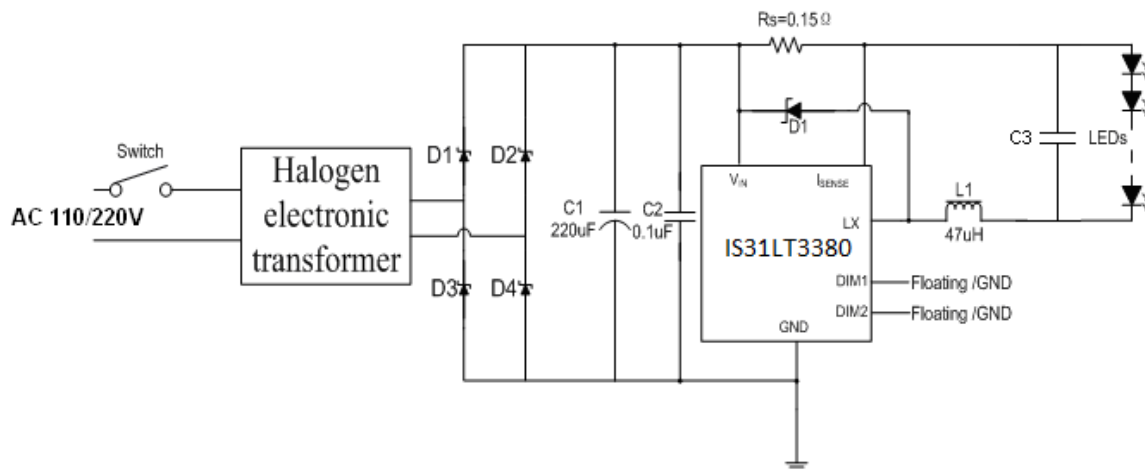 Rs=0.15Ω
Switch
AC 110/220V
Halogen
electronic
transformer
D1
D2
D3
D4
C1
220uF
C2
0.1uF
D1
VIN
ISENSE
LX
IS31LT3380
DIM1
DIM2
GND
Floating /GND
Floating /GND
L1
47uH
C3
LEDs